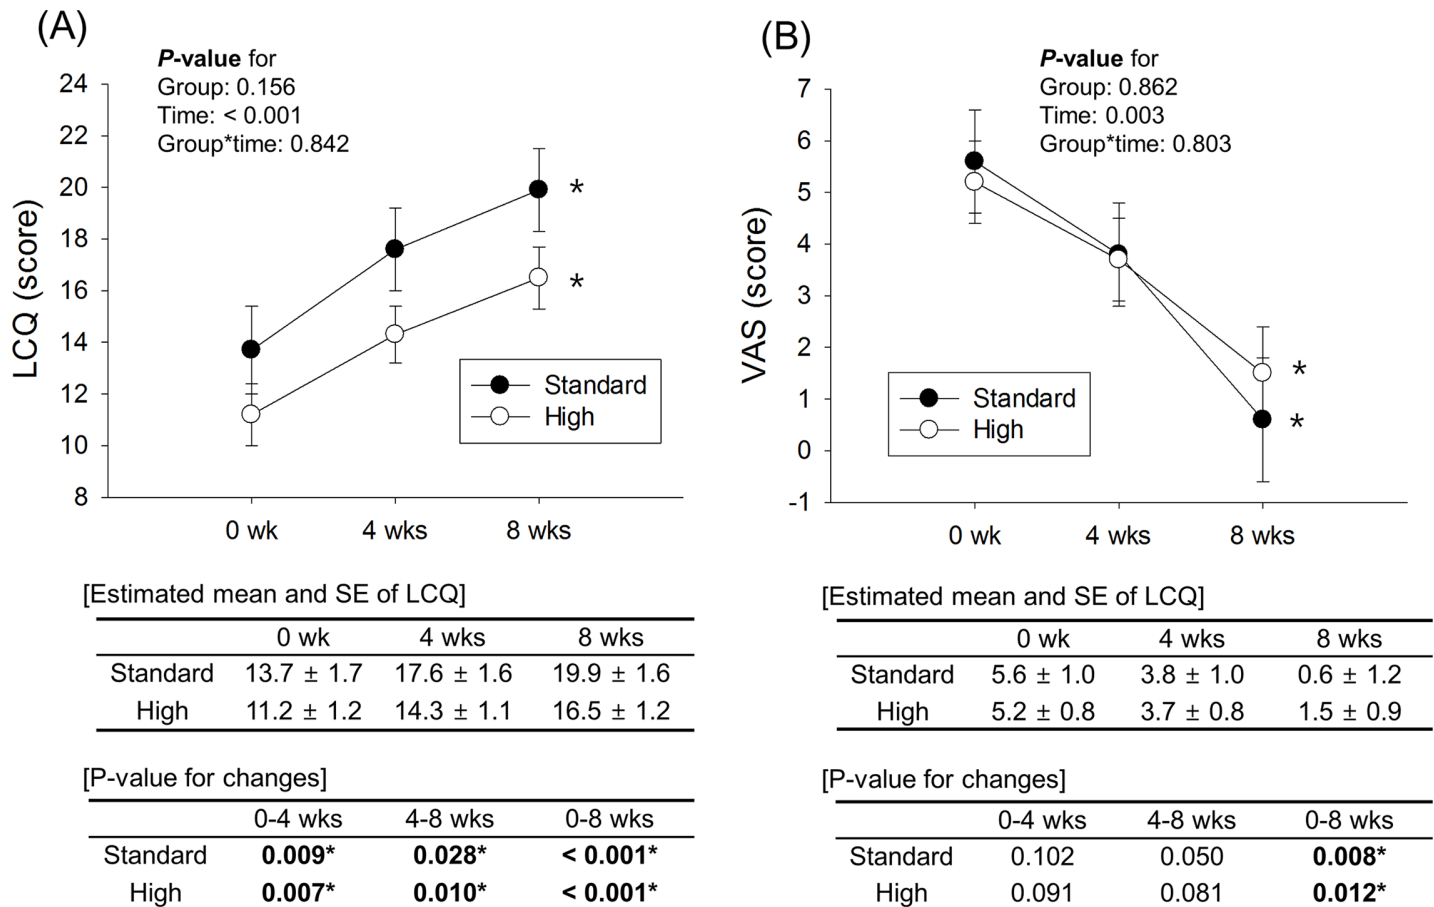 (A)
P-value for
Group: 0.156
Time: < 0.001
Group*time: 0.842
LCQ (score)
24
22
20
18
16
14
12
10
8
*
*
Standard
High
0 wk 4 wks 8 wks
[Estimated mean and SE of LCQ]
0 wk 4 wks 8 wks
Standard 13.7 ± 1.7 17.6 ± 1.6 19.9 ± 1.6
High 11.2 ± 1.2 14.3 ± 1.1 16.5 ± 1.2
[P-value for changes]
0-4 wks 4-8 wks 0-8 wks
Standard 0.009* 0.028* < 0.001*
High 0.007* 0.010* < 0.001*
(B)
P-value for
Group: 0.862
Time: 0.003
Group*time: 0.803
VAS (score)
7
6
5
4
3
2
1
0
-1
*
*
Standard
High
0 wk 4 wks 8 wks
[Estimated mean and SE of LCQ]
0 wk 4 wks 8 wks
Standard 5.6 ± 1.0 3.8 ± 1.0 0.6 ± 1.2
High 5.2 ± 0.8 3.7 ± 0.8 1.5 ± 0.9
[P-value for changes]
0-4 wks 4-8 wks 0-8 wks
Standard 0.102 0.050 0.008*
High 0.091 0.081 0.012*